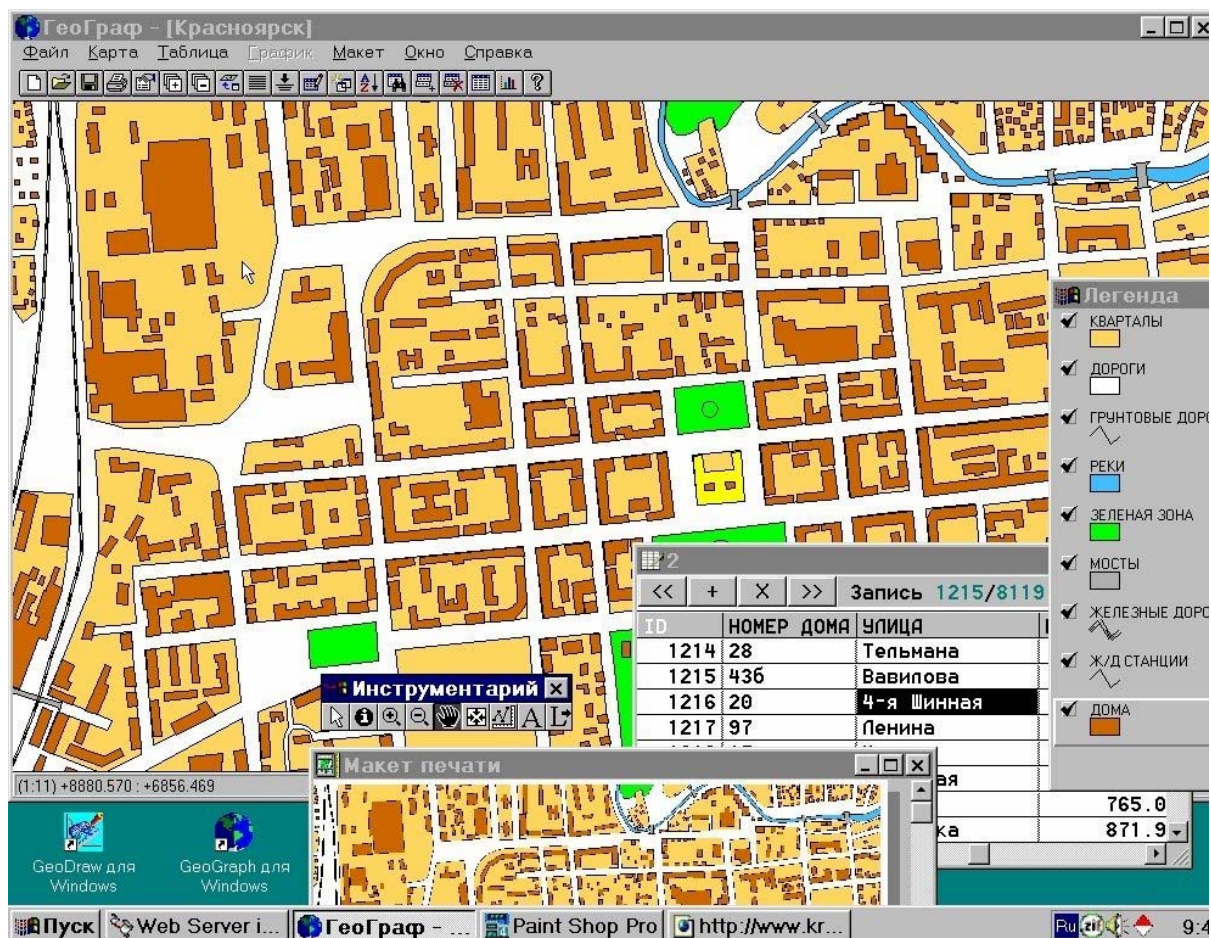 ГеоГраф - [Красноярск]
Файл Карта Таблица График Макет Окно Справка
Легенда
КВАРТАЛЫ
ДОРОГИ
ГРУНТОВЫЕ ДОРО
РЕКИ
ЗЕЛЕНАЯ ЗОНА
МОСТЫ
ЖЕЛЕЗНЫЕ ДОРО
Ж/Д СТАНЦИИ
ДОМА
2
<< + X >> Запись 1215/8119
ID НОМЕР ДОМА УЛИЦА
1214 28 Тельмана
1215 43б Вавилова
1216 20 4-я Шинная
1217 97 Ленина
ая
765.0
ка 871.9
Инструментарий
Макет печати
(1:11) +8880.570 : +6856.469
GeoDraw для
Windows
GeoGraph для
Windows
Пуск Web Server i... ГеоГраф - ... Paint Shop Pro http://www.kr... Ru 9:4